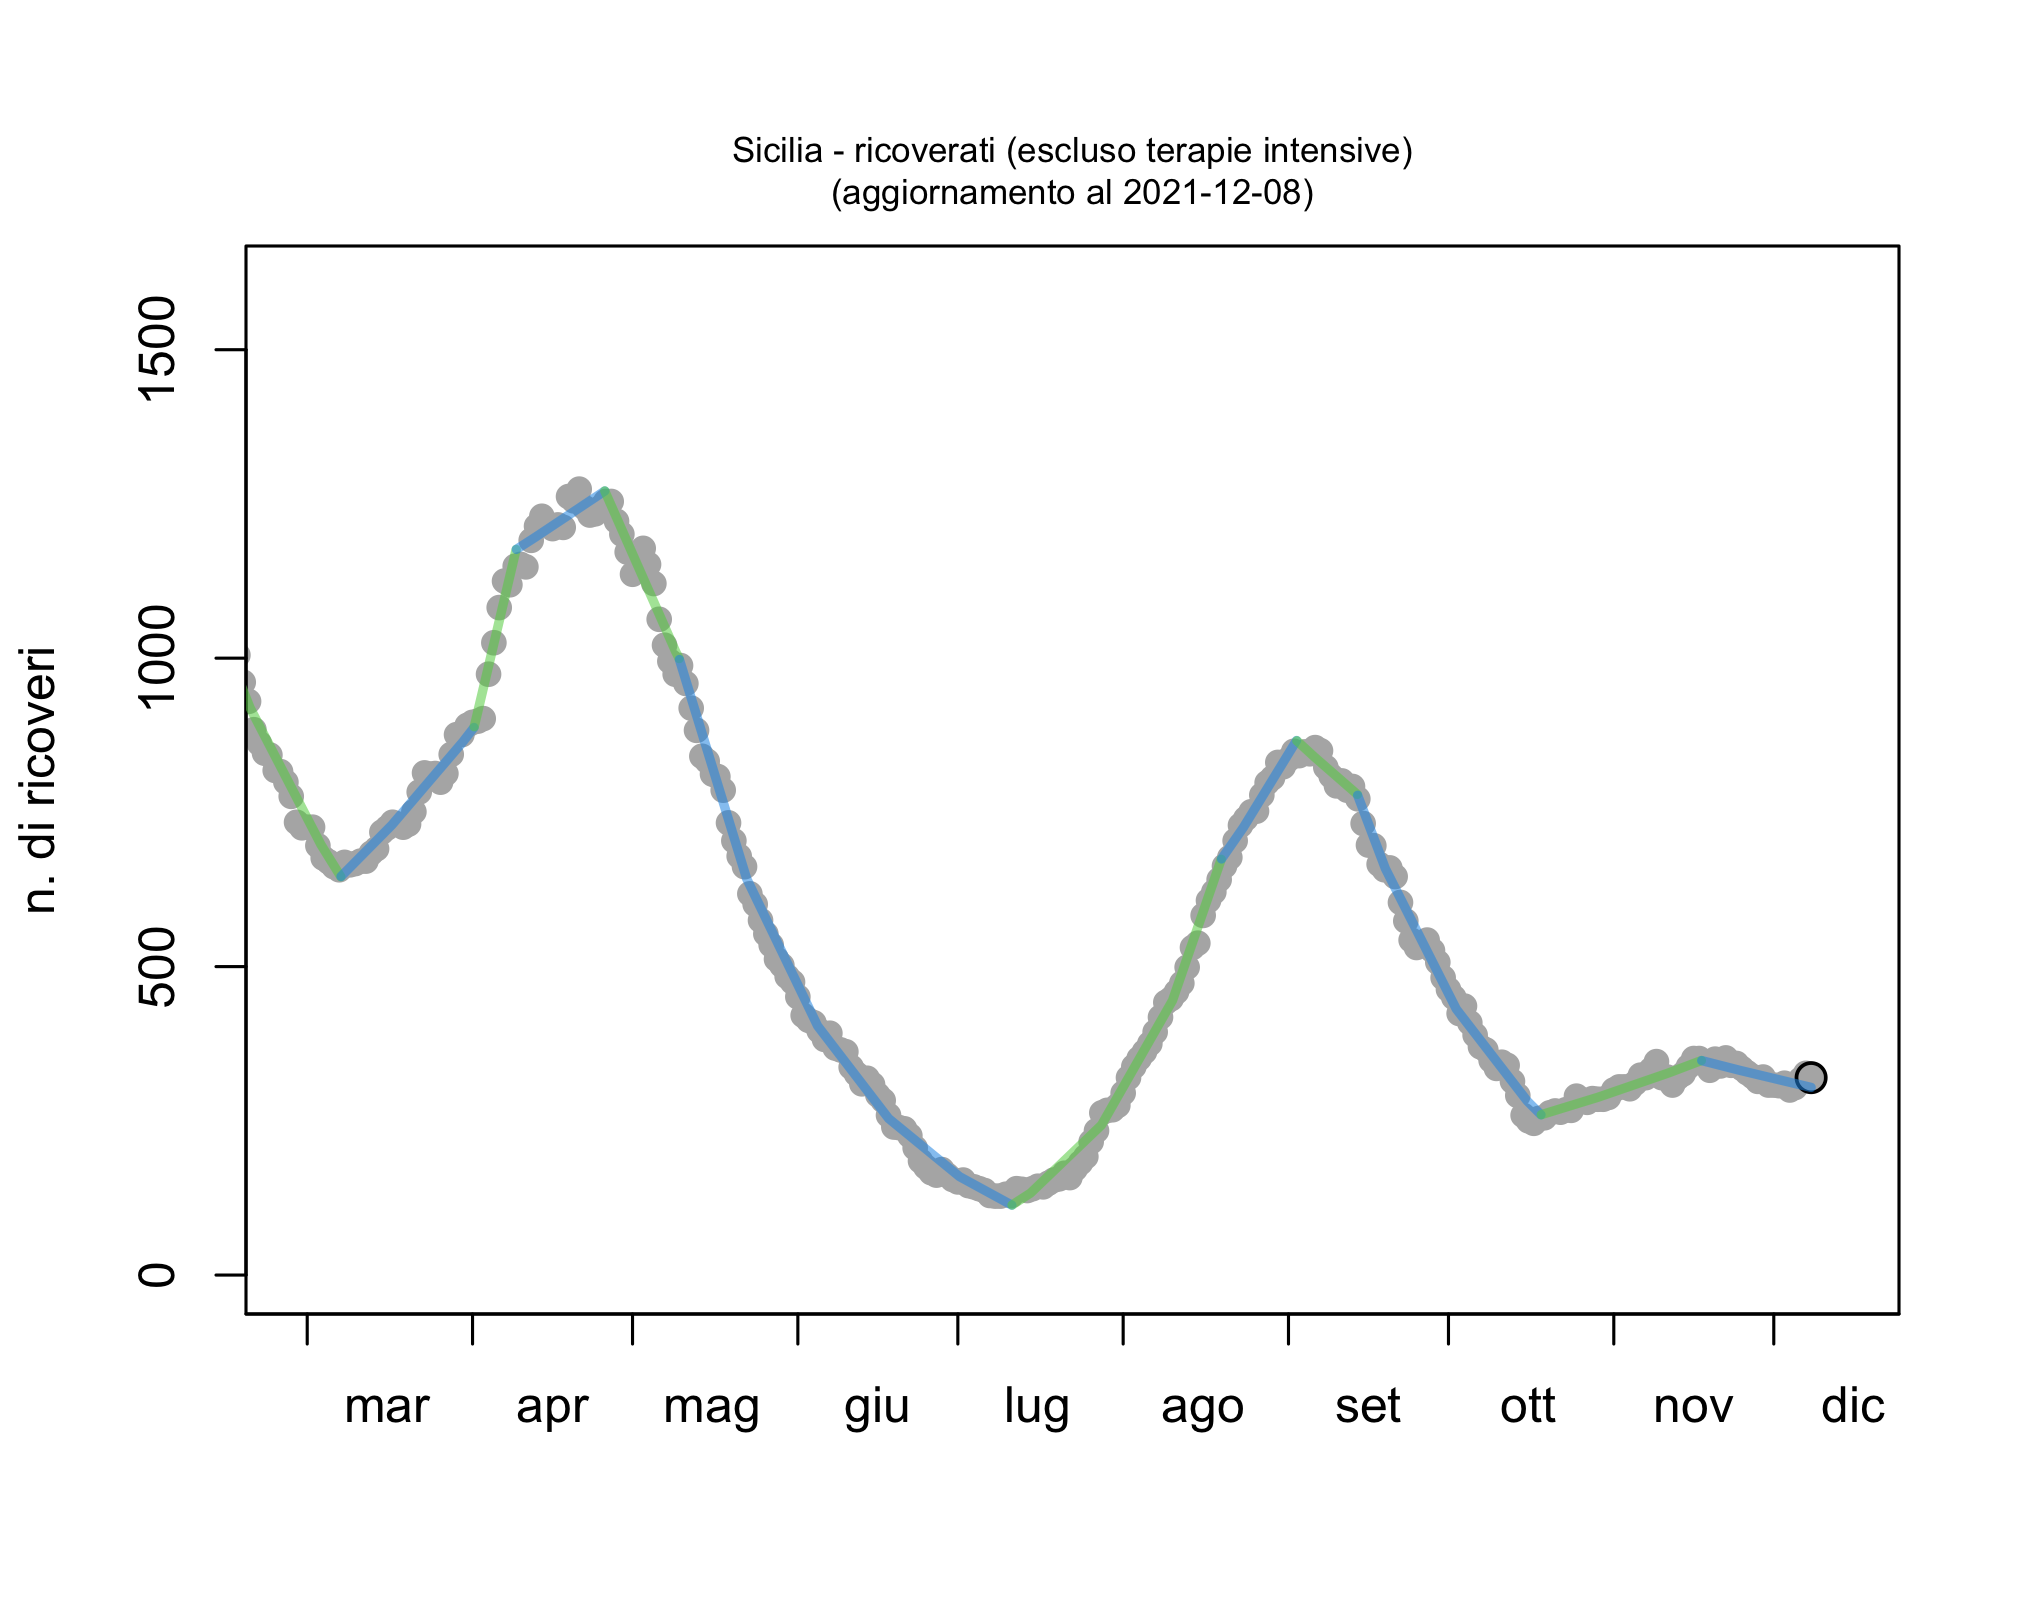 Sicilia - ricoverati (escluso terapie intensive)
(aggiornamento al 2021-12-08)
n. di ricoveri
1500
1000
500
0
mar apr mag giu lug ago set ott nov dic